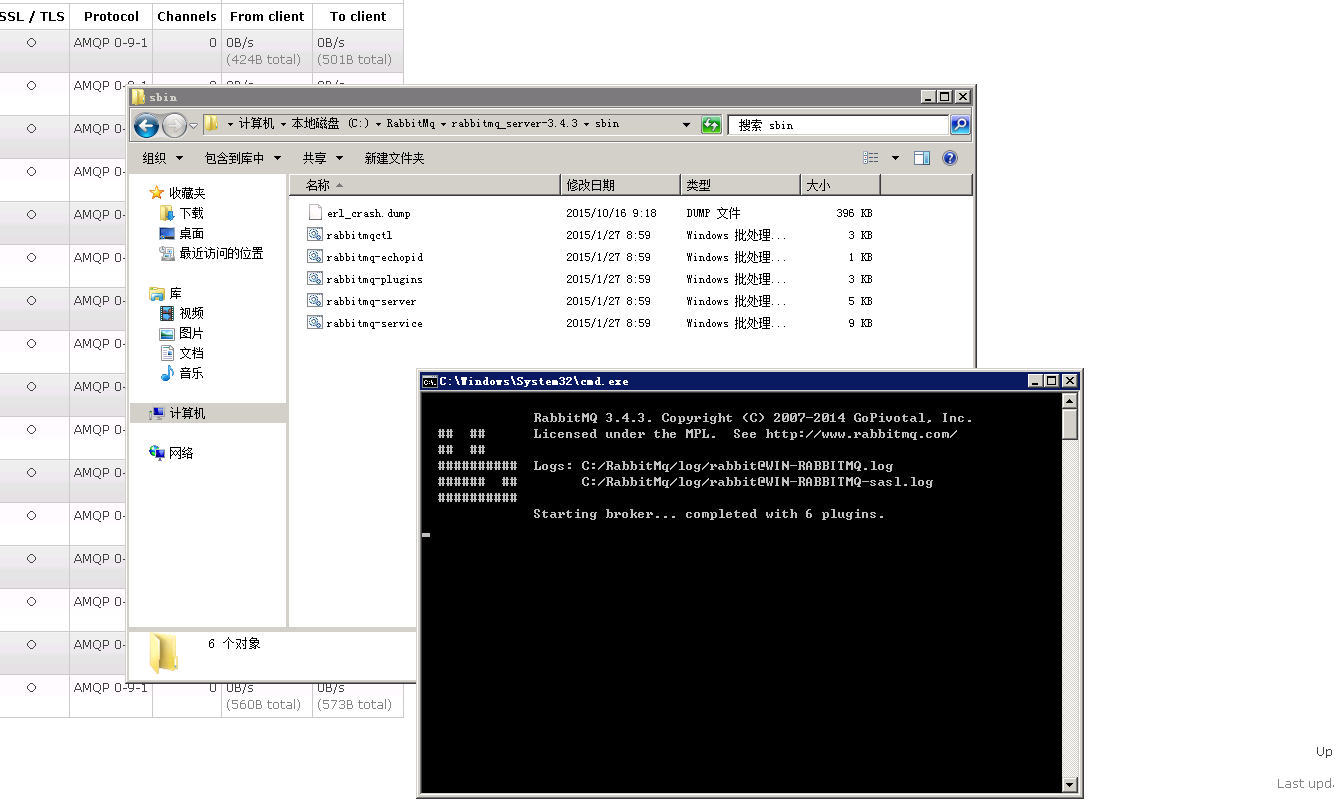 SSL / TLS Protocol Channels From client To client
AMQP 0-9-1 0 0B/s 0B/s
(424B total) (501B total)
AMQP 0-9-1 0 0B/s 0B/s
AMQP 0-
AMQP 0-
AMQP 0-
AMQP 0-
AMQP 0-
AMQP 0-
AMQP 0-
AMQP 0-
AMQP 0-
AMQP 0-
AMQP 0-
AMQP 0-
AMQP 0-
AMQP 0-9-1 0 0B/s 0B/s
(560B total) (573B total)
sbin
计算机 本地磁盘 (C:) RabbitMq rabbitmq_server-3.4.3 sbin
搜索 sbin
组织 包含到库中 共享 新建文件夹
收藏夹
下载
桌面
最近访问的位置
库
视频
图片
文档
音乐
计算机
网络
名称 修改日期 类型 大小
erl_crash.dump 2015/10/16 9:18 DUMP 文件 396 KB
rabbitmqctl 2015/1/27 8:59 Windows 批处理... 3 KB
rabbitmq-echopid 2015/1/27 8:59 Windows 批处理... 1 KB
rabbitmq-plugins 2015/1/27 8:59 Windows 批处理... 3 KB
rabbitmq-server 2015/1/27 8:59 Windows 批处理... 5 KB
rabbitmq-service 2015/1/27 8:59 Windows 批处理... 9 KB
6 个对象
C:\Windows\System32\cmd.exe
RabbitMQ 3.4.3. Copyright (C) 2007-2014 GoPivotal, Inc.
##  ##      Licensed under the MPL.  See http://www.rabbitmq.com/
##  ##
##########  Logs: C:/RabbitMq/log/rabbit@WIN-RABBITMQ.log
######  ##        C:/RabbitMq/log/rabbit@WIN-RABBITMQ-sasl.log
##########
Starting broker... completed with 6 plugins.
Up
Last upd